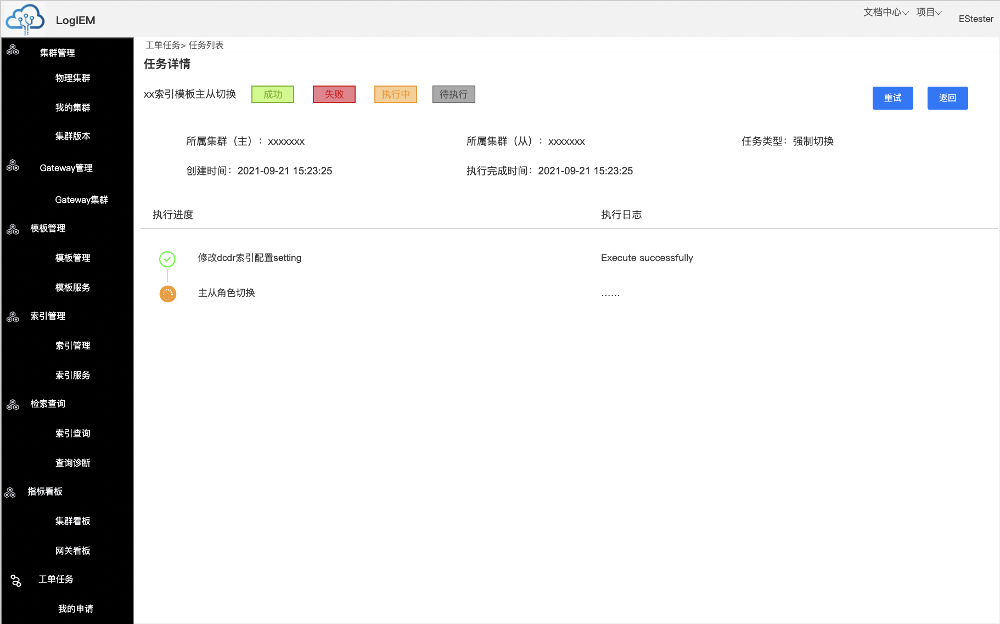 LogIEM
文档中心
项目
EStester
集群管理
物理集群
我的集群
集群版本
Gateway管理
Gateway集群
模板管理
模板管理
模板服务
索引管理
索引管理
索引服务
检索查询
索引查询
查询诊断
指标看板
集群看板
网关看板
工单任务
我的申请
工单任务> 任务列表
任务详情
xx索引模板主从切换 成功 失败 执行中 待执行
重试 返回
所属集群（主）：xxxxxxx 所属集群（从）：xxxxxxx 任务类型：强制切换
创建时间：2021-09-21 15:23:25 执行完成时间：2021-09-21 15:23:25
执行进度 执行日志
修改dcdr索引配置setting Execute successfully
主从角色切换 ......